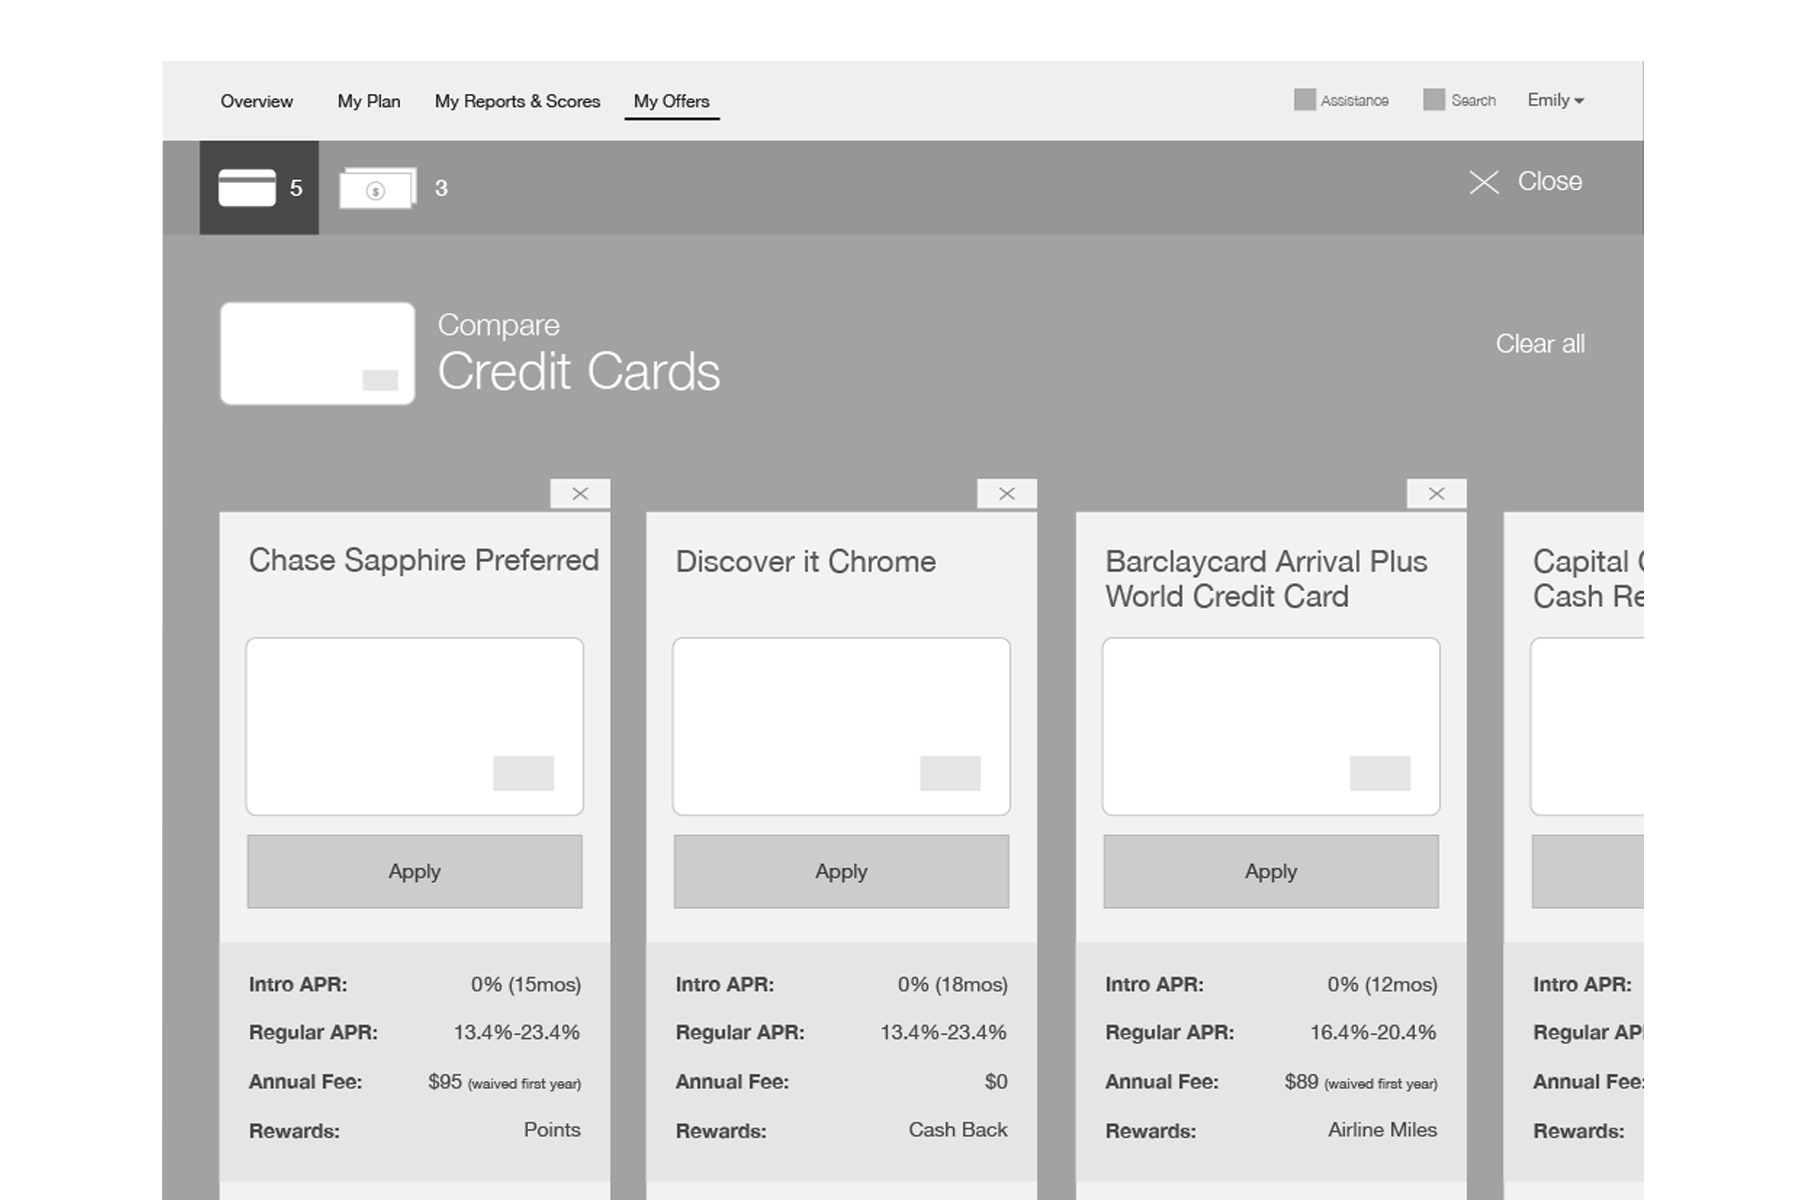 Overview My Plan My Reports & Scores My Offers Assistance Search Emily
5 $ 3 Close
Compare
Credit Cards
Clear all
Chase Sapphire Preferred
Apply
Intro APR: 0% (15mos)
Regular APR: 13.4%-23.4%
Annual Fee: $95 (waived first year)
Rewards: Points
Discover it Chrome
Apply
Intro APR: 0% (18mos)
Regular APR: 13.4%-23.4%
Annual Fee: $0
Rewards: Cash Back
Barclaycard Arrival Plus
World Credit Card
Apply
Intro APR: 0% (12mos)
Regular APR: 16.4%-20.4%
Annual Fee: $89 (waived first year)
Rewards: Airline Miles
Capital
Cash Re
Intro APR:
Regular AP
Annual Fee:
Rewards: